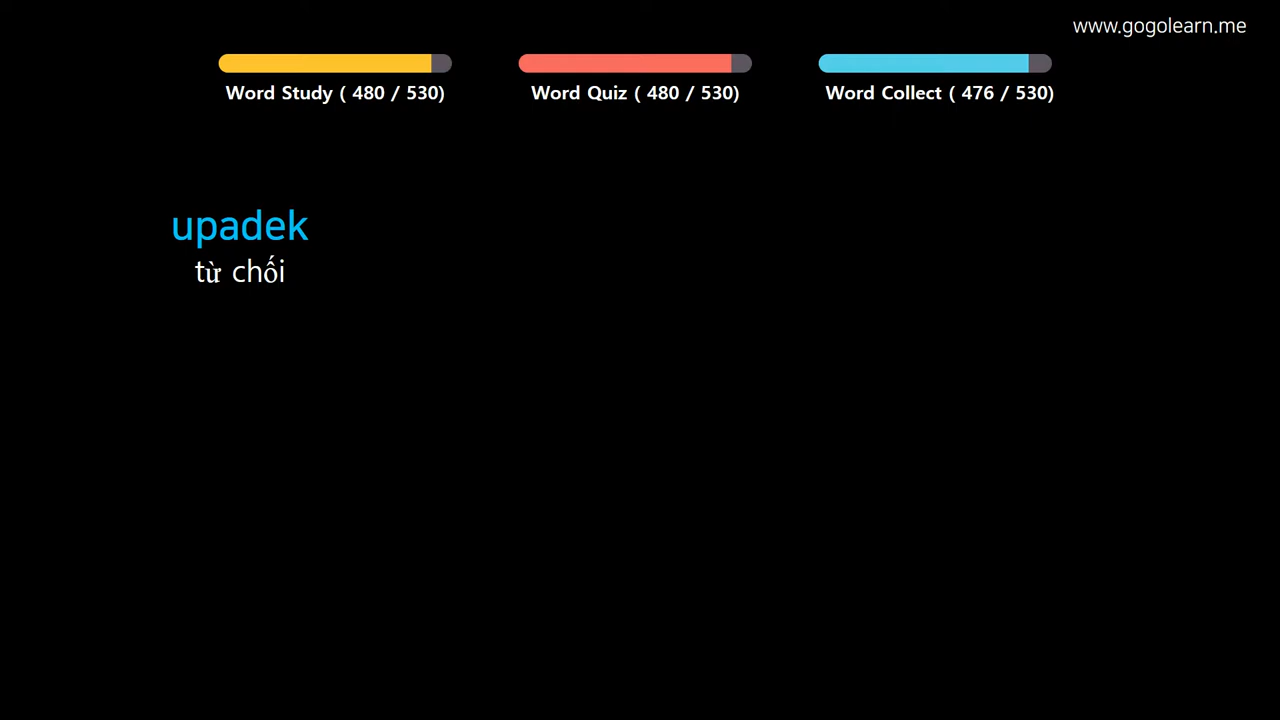 www.gogolearn.me
Word Study ( 480 / 530)
Word Quiz ( 480 / 530)
Word Collect ( 476 / 530)
upadek
từ chối